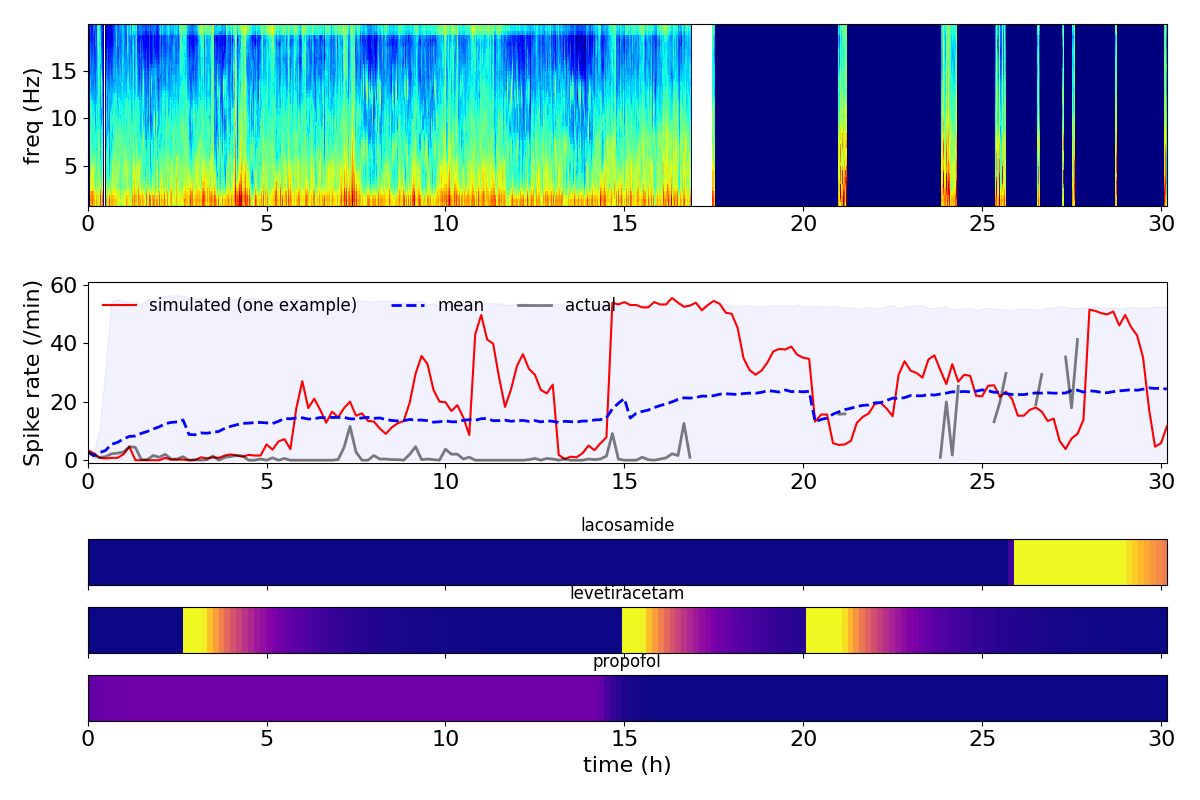 freq (Hz)
15
10
5
0 5 10 15 20 25 30
Spike rate (/min)
60
40
20
0
simulated (one example) mean actual
0 5 10 15 20 25 30
lacosamide
levetiracetam
propofol
0 5 10 15 20 25 30
time (h)